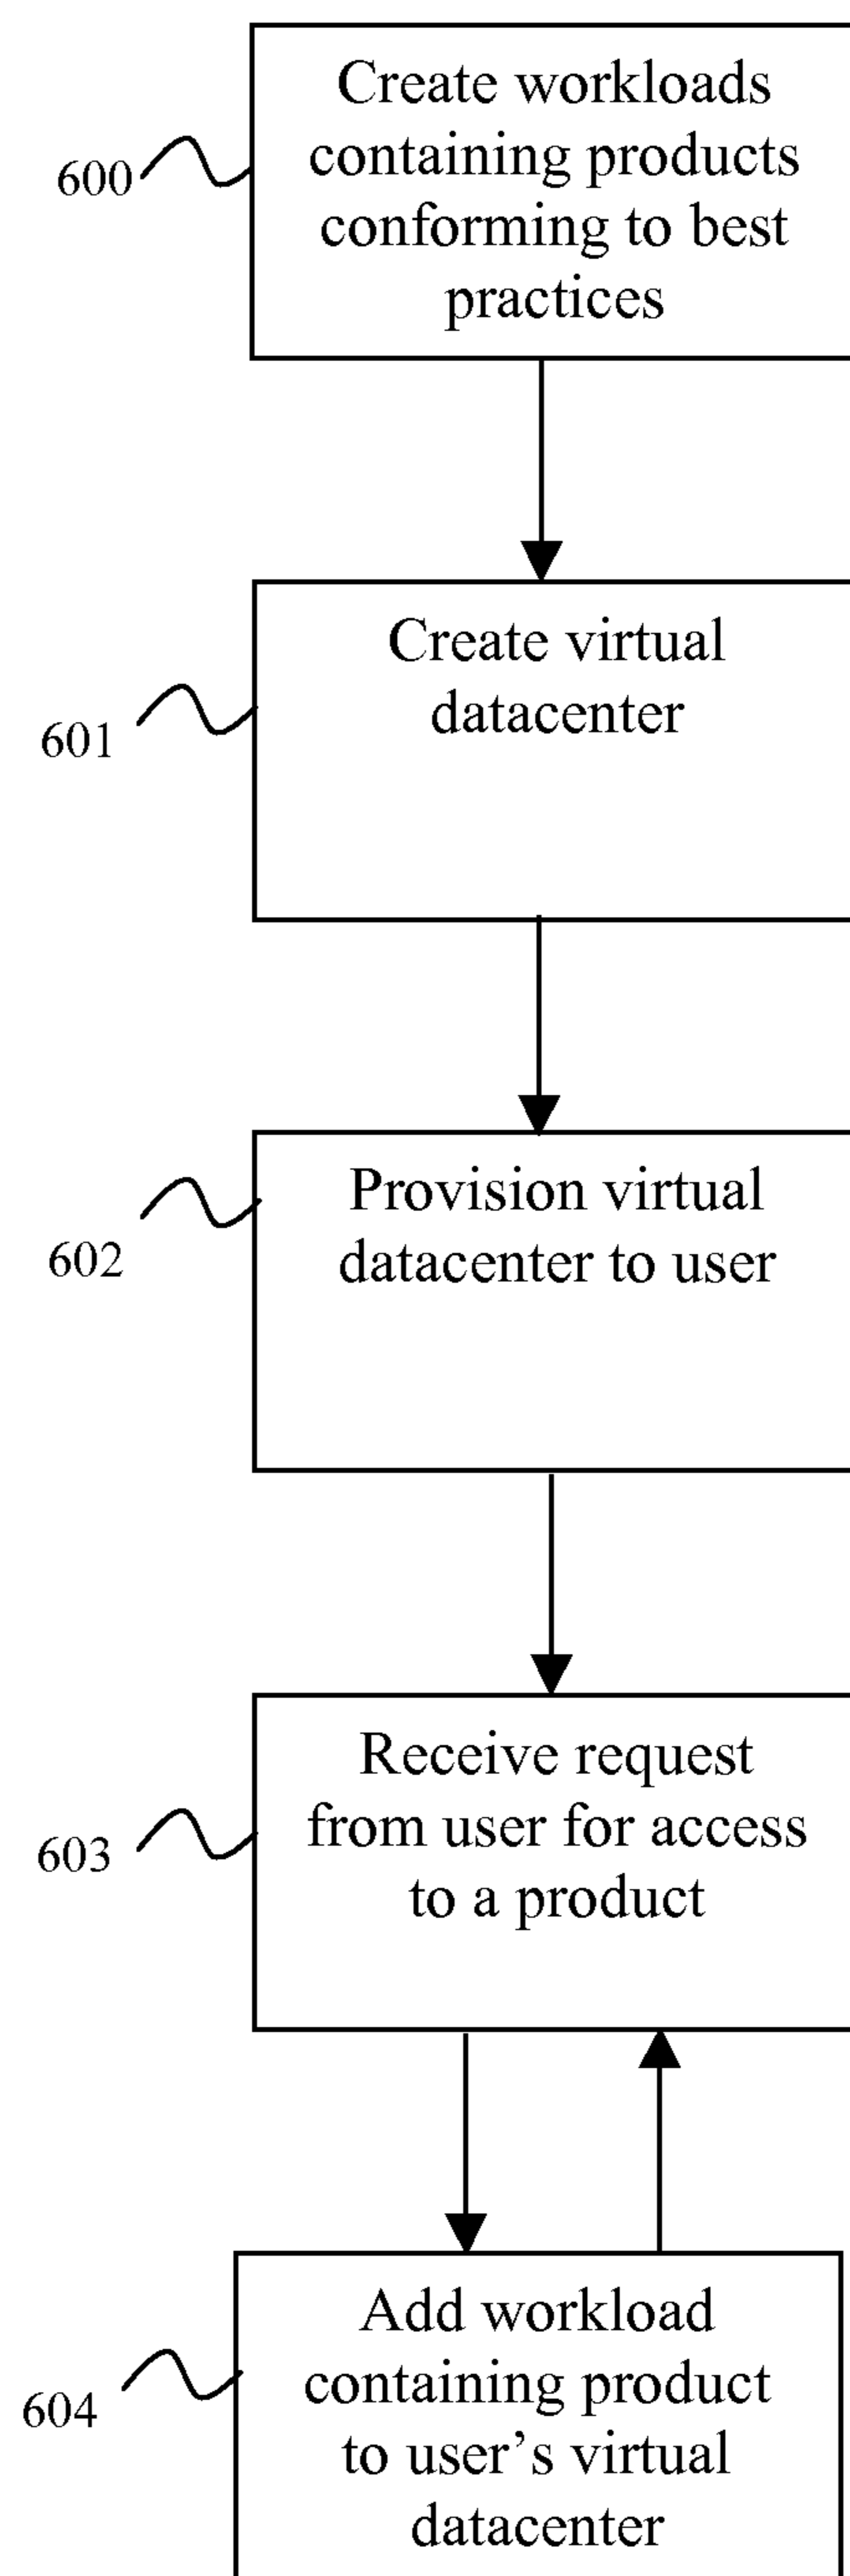 Create workloads
containing products
600
conforming to best
practices
Create virtual
datacenter
601
Provision virtual
datacenter to user
602
Receive request
from user for access
603
to a product
Add workload
containing product
604
to user’s virtual
datacenter